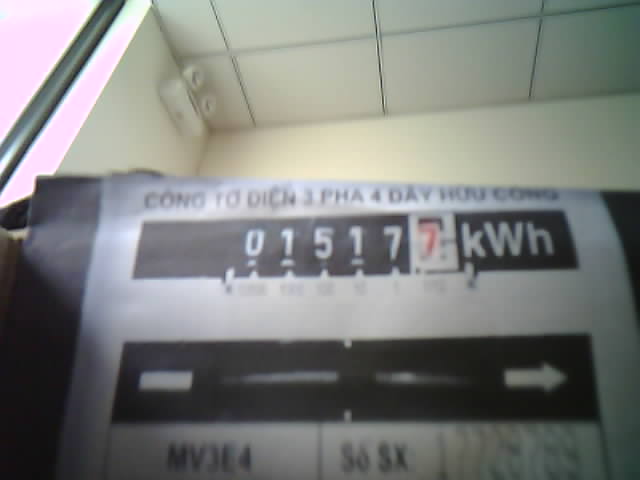 CÔNG TƠ ĐIỆN 3 PHA 4 DÂY HỮU CÔNG
015177 kWh
MV3E4 Số SX